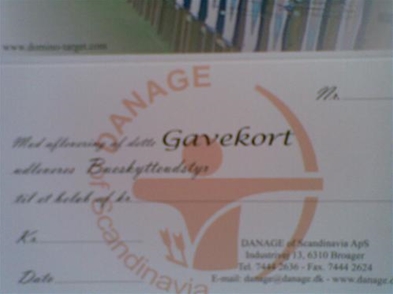 www.domino-target.com
DANAGE of Scandinavia
Nr.
Mod aflevering af dette Gavekort
udleveres Bueskytteudstyr
til et beløb af kr.
Kr.
Dato
DANAGE of Scandinavia ApS
Industrivej 13, 6310 Broager
Tel. 7444 2636 - Fax. 7444 2624
E-mail: danage@danage.dk - www.danage.d